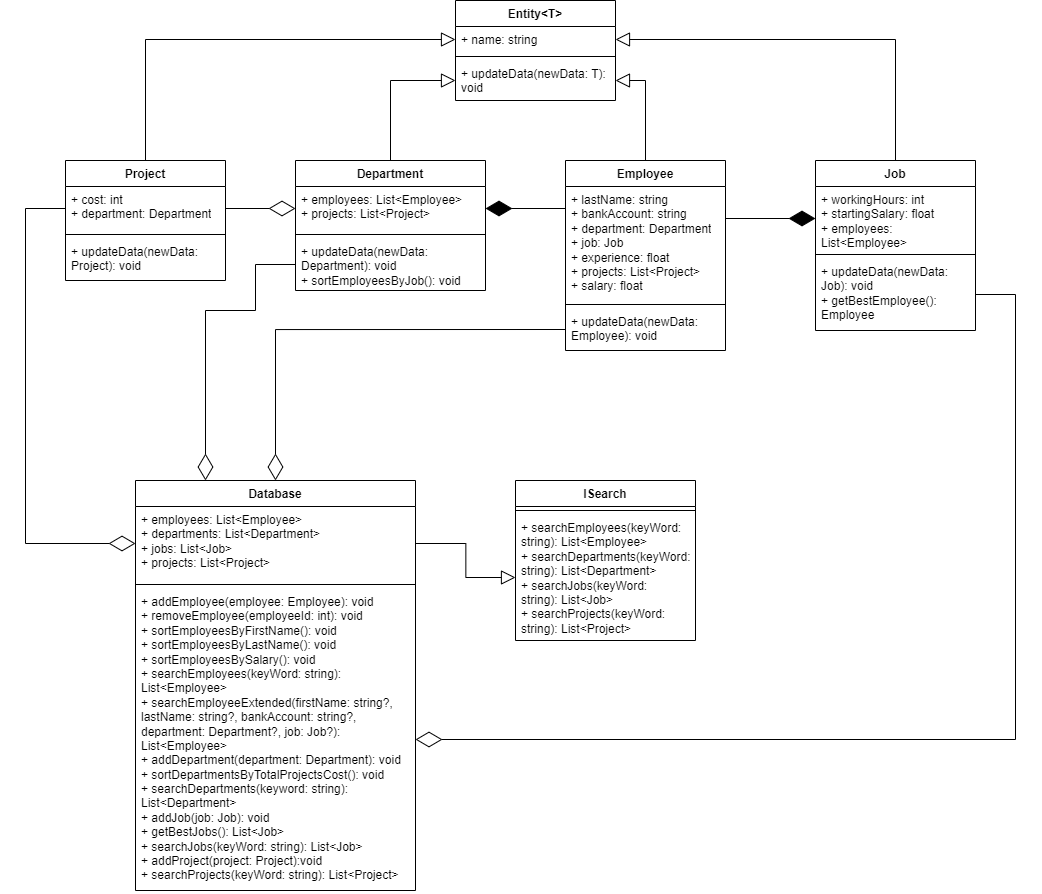 Entity<T>
+ name: string
+ updateData(newData: T):
void
Project
+ cost: int
+ department: Department
+ updateData(newData:
Project): void
Department
+ employees: List<Employee>
+ projects: List<Project>
+ updateData(newData:
Department): void
+ sortEmployeesByJob(): void
Employee
+ lastName: string
+ bankAccount: string
+ department: Department
+ job: Job
+ experience: float
+ projects: List<Project>
+ salary: float
+ updateData(newData:
Employee): void
Job
+ workingHours: int
+ startingSalary: float
+ employees:
List<Employee>
+ updateData(newData:
Job): void
+ getBestEmployee():
Employee
Database
+ employees: List<Employee>
+ departments: List<Department>
+ jobs: List<Job>
+ projects: List<Project>
+ addEmployee(employee: Employee): void
+ removeEmployee(employeeId: int): void
+ sortEmployeesByFirstName(): void
+ sortEmployeesByLastName(): void
+ sortEmployeesBySalary(): void
+ searchEmployees(keyWord: string):
List<Employee>
+ searchEmployeeExtended(firstName: string?,
lastName: string?, bankAccount: string?,
department: Department?, job: Job?):
List<Employee>
+ addDepartment(department: Department): void
+ sortDepartmentsByTotalProjectsCost(): void
+ searchDepartments(keyword: string):
List<Department>
+ addJob(job: Job): void
+ getBestJobs(): List<Job>
+ searchJobs(keyWord: string): List<Job>
+ addProject(project: Project):void
+ searchProjects(keyWord: string): List<Project>
ISearch
+ searchEmployees(keyWord:
string): List<Employee>
+ searchDepartments(keyWord:
string): List<Department>
+ searchJobs(keyWord:
string): List<Job>
+ searchProjects(keyWord:
string): List<Project>